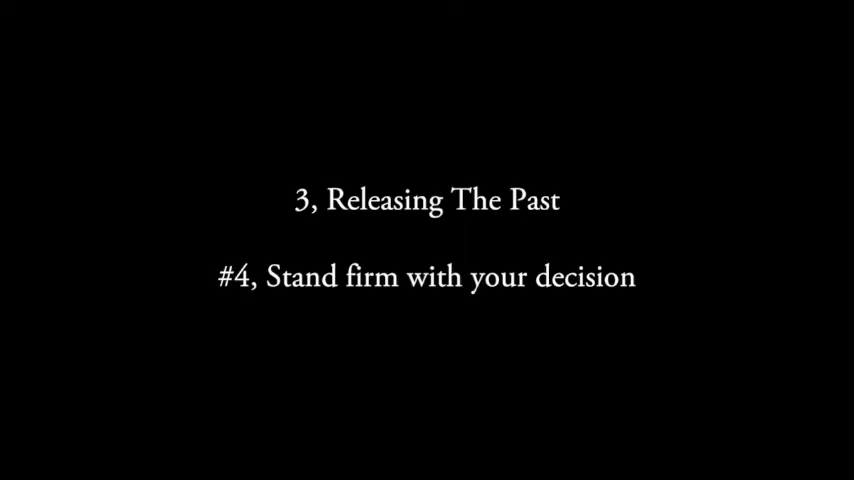 3, Releasing The Past
#4, Stand firm with your decision